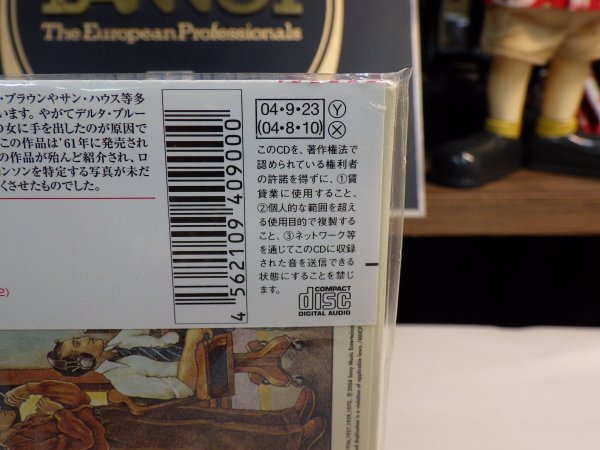 The European Professionals
・ブラウンやサン・ハウス等多
います。やがてデルタ・ブルー
の女に手を出したのが原因で
この作品は'61年に発売され
の作品が殆んど紹介され、ロ
ンソンを特定する写真が未だ
くさせたものでした。
04・9・23 Ⓨ
(04・8・10) Ⓧ
このCDを、著作権法で
認められている権利者
の許諾を得ずに、①賃
貸業に使用すること、
②個人的な範囲を超え
る使用目的で複製する
こと、③ネットワーク等
を通じてこのCDに収録
された音を送信できる
状態にすることを禁じ
ます。
COMPACT
disc
DIGITAL AUDIO
4 562109 409000